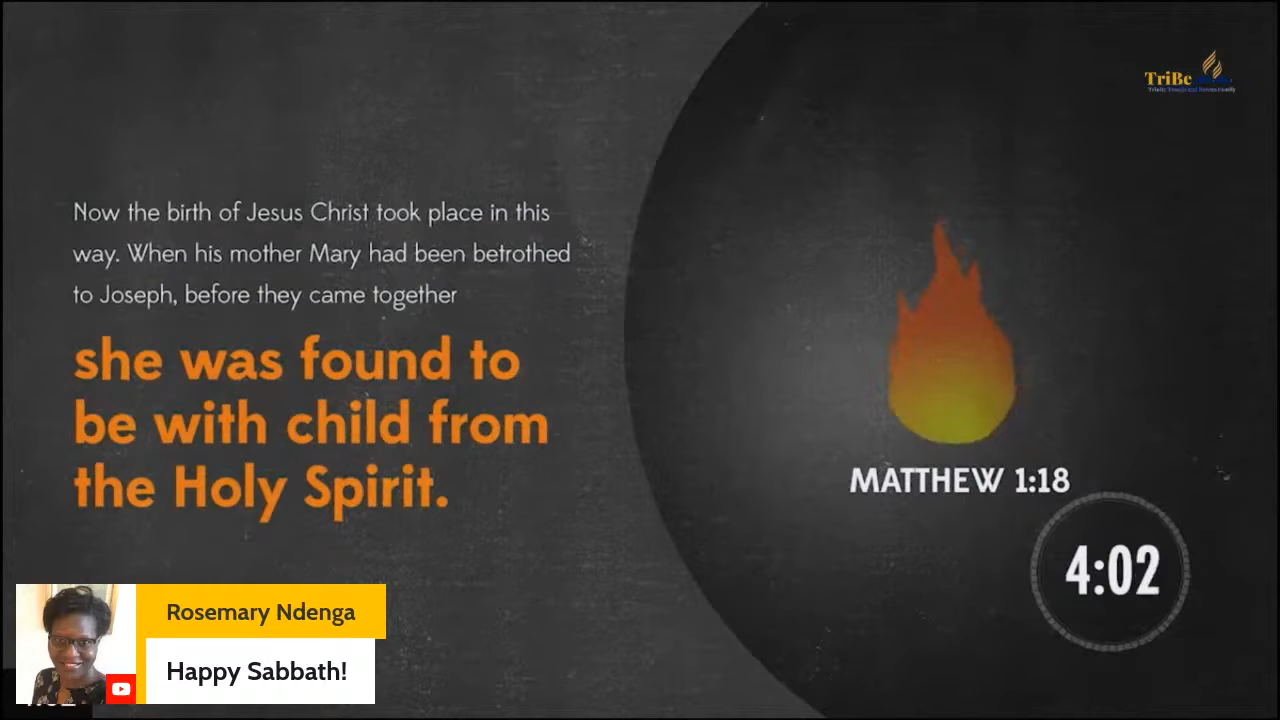 TriBe
Now the birth of Jesus Christ took place in this
way. When his mother Mary had been betrothed
to Joseph, before they came together
she was found to
be with child from
the Holy Spirit.
MATTHEW 1:18
4:02
Rosemary Ndenga
Happy Sabbath!